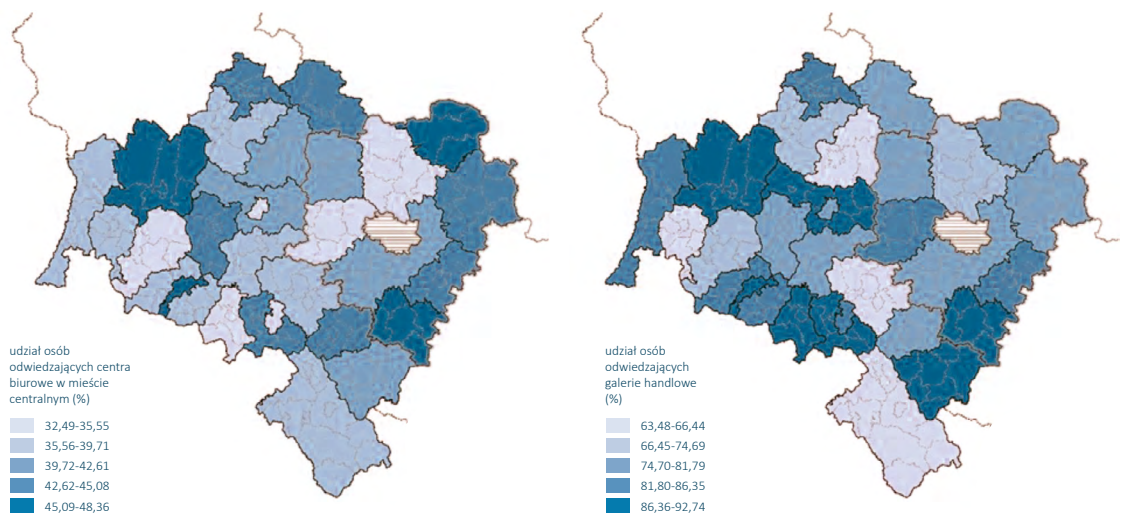 udział osób
odwiedzających centra
biurowe w mieście
centralnym (%)
32,49-35,55
35,56-39,71
39,72-42,61
42,62-45,08
45,09-48,36
udział osób
odwiedzających
galerie handlowe
(%)
63,48-66,44
66,45-74,69
74,70-81,79
81,80-86,35
86,36-92,74